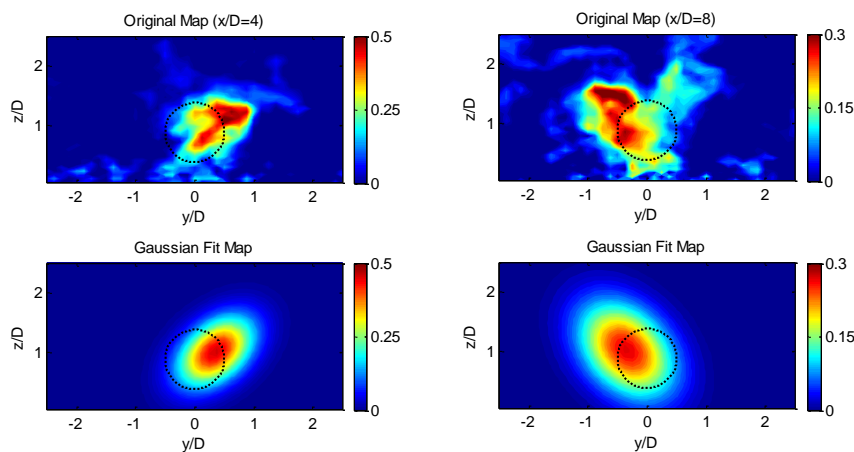 Original Map (x/D=4)
0.5
0.25
0
2
1
z/D
-2 -1 0 1 2
y/D
Original Map (x/D=8)
0.3
0.15
0
2
1
z/D
-2 -1 0 1 2
y/D
Gaussian Fit Map
0.5
0.25
0
2
1
z/D
-2 -1 0 1 2
y/D
Gaussian Fit Map
0.3
0.15
0
2
1
z/D
-2 -1 0 1 2
y/D